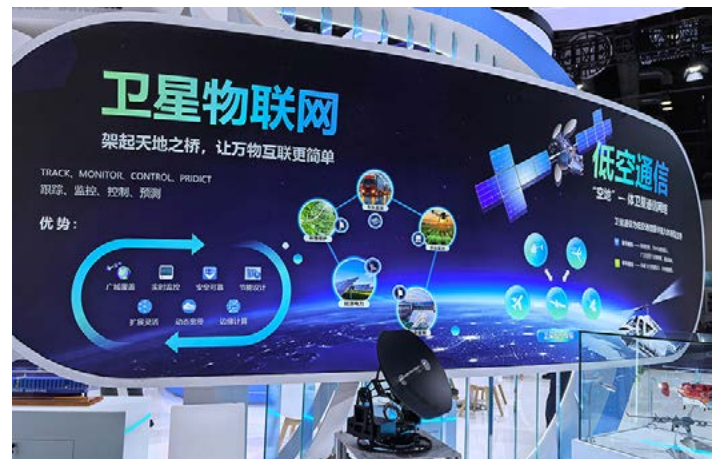 卫星物联网
架起天地之桥，让万物互联更简单
TRACK、MONITOR、CONTROL、PRIDICT
跟踪、监控、控制、预测
优势：
广域覆盖 实时监控 安全可靠 节能设计
扩展灵活 动态宽带 边缘计算
低空通信
“空地”一体卫星通信网络